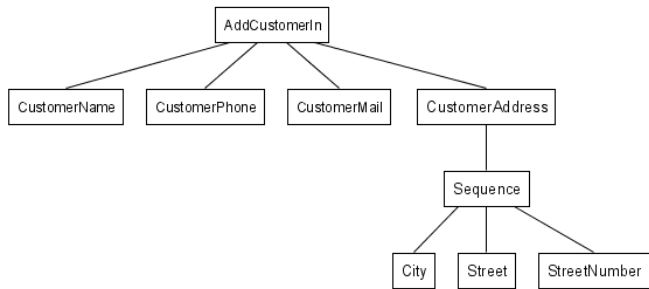 AddCustomerIn
CustomerName
CustomerPhone
CustomerMail
CustomerAddress
Sequence
City
Street
StreetNumber